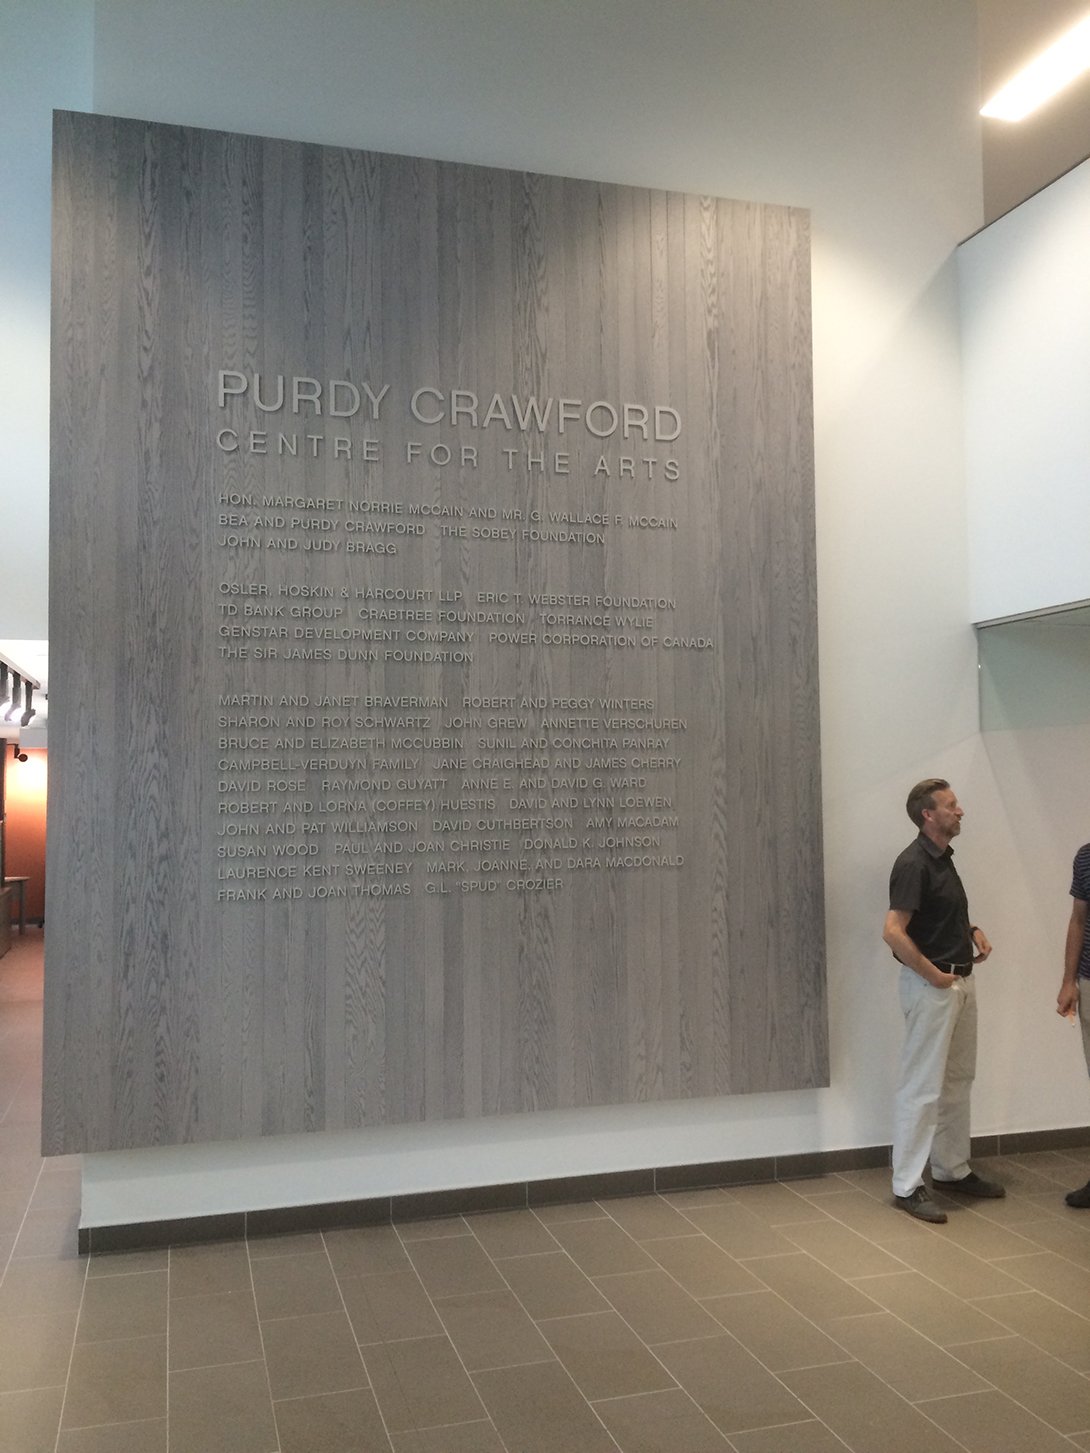 PURDY CRAWFORD
CENTRE FOR THE ARTS
HON. MARGARET NORRIE MCCAIN AND MR. G. WALLACE F. MCCAIN
BEA AND PURDY CRAWFORD THE SOBEY FOUNDATION
JOHN AND JUDY BRAGG
OSLER, HOSKIN & HARCOURT LLP ERIC T. WEBSTER FOUNDATION
TD BANK GROUP CRABTREE FOUNDATION TORRANCE WYLIE
GENSTAR DEVELOPMENT COMPANY POWER CORPORATION OF CANADA
THE SIR JAMES DUNN FOUNDATION
MARTIN AND JANET BRAVERMAN ROBERT AND PEGGY WINTERS
SHARON AND ROY SCHWARTZ JOHN GREW ANNETTE VERSCHUREN
BRUCE AND ELIZABETH MCCUBBIN SUNIL AND CONCHITA PANRAY
CAMPBELL-VERDUYN FAMILY JANE CRAIGHEAD AND JAMES CHERRY
DAVID ROSE RAYMOND GUYATT ANNE E. AND DAVID G. WARD
ROBERT AND LORNA (COFFEY) HUESTIS DAVID AND LYNN LOEWEN
JOHN AND PAT WILLIAMSON DAVID CUTHBERTSON AMY MACADAM
SUSAN WOOD PAUL AND JOAN CHRISTIE DONALD K. JOHNSON
LAURENCE KENT SWEENEY MARK, JOANNE, AND DARA MACDONALD
FRANK AND JOAN THOMAS G.L. "SPUD" CROZIER